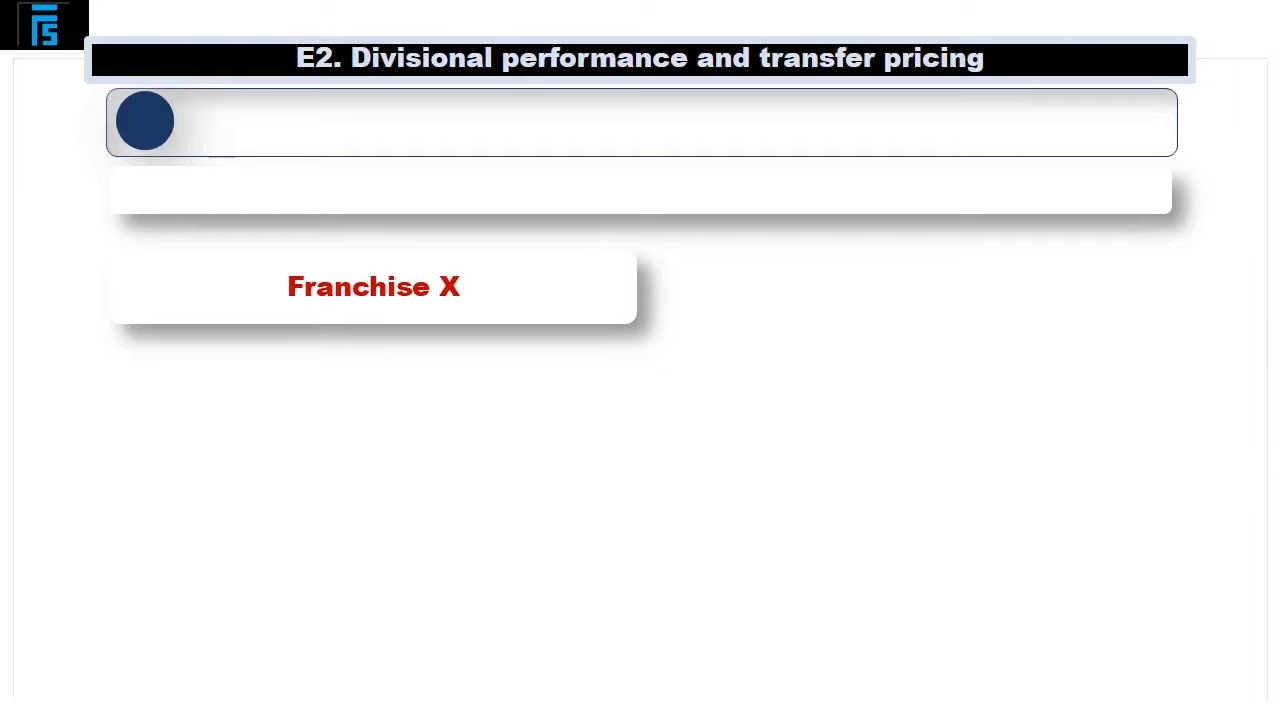 E2. Divisional performance and transfer pricing
Franchise X